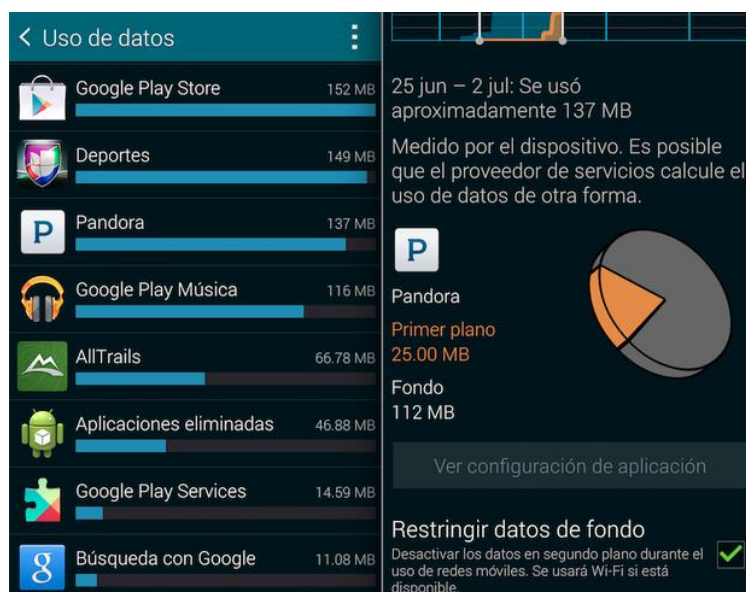 Uso de datos
Google Play Store 152 MB
Deportes 149 MB
Pandora 137 MB
P
Google Play Música 116 MB
AllTrails 66.78 MB
Aplicaciones eliminadas 46.88 MB
Google Play Services 14.59 MB
Búsqueda con Google 11.08 MB
g
25 jun – 2 jul: Se usó
aproximadamente 137 MB
Medido por el dispositivo. Es posible
que el proveedor de servicios calcule el
uso de datos de otra forma.
P
Pandora
Primer plano
25.00 MB
Fondo
112 MB
Ver configuración de aplicación
Restringir datos de fondo
Desactivar los datos en segundo plano durante el
uso de redes móviles. Se usará Wi-Fi si está
disponible.